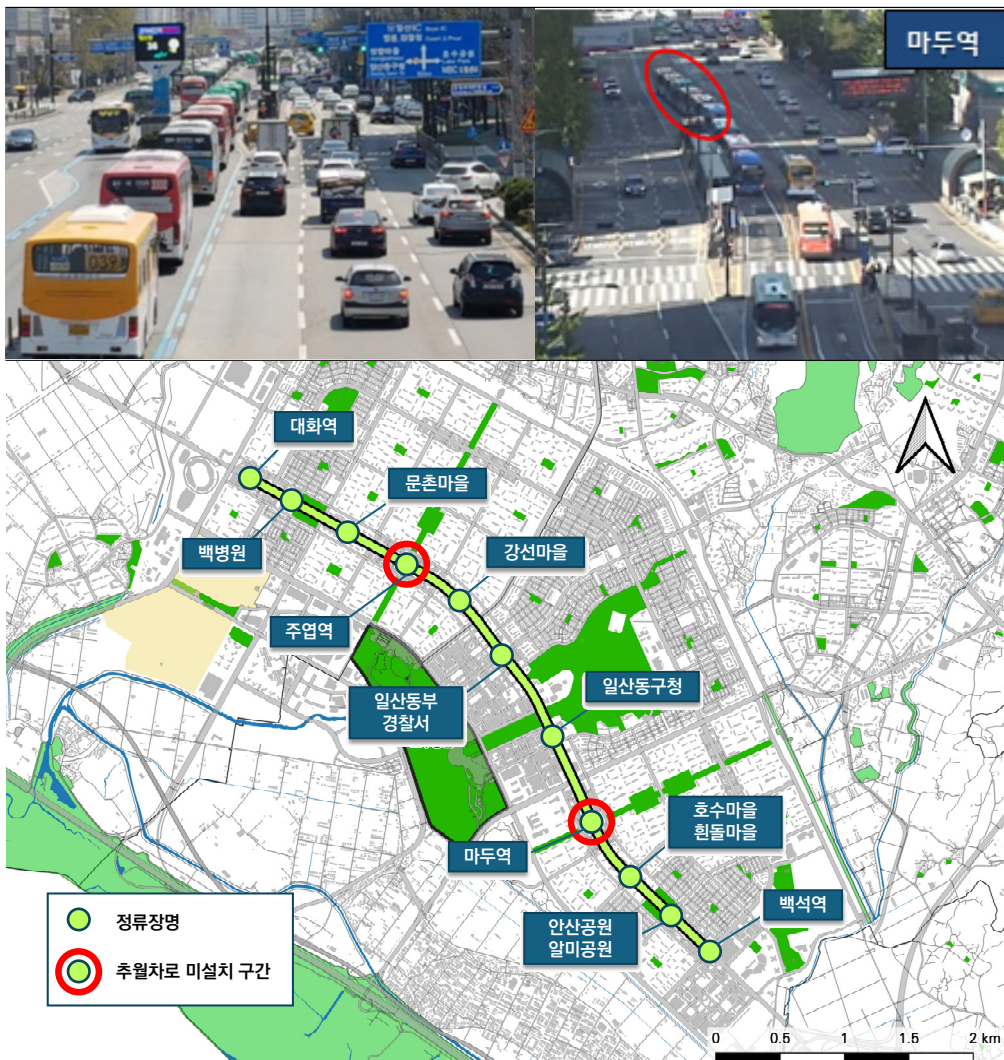 마두역
039
대화역
문촌마을
백병원
강선마을
주엽역
일산동부
경찰서
일산동구청
마두역
호수마을
흰돌마을
안산공원
알미공원
백석역
정류장명
추월차로 미설치 구간
0 0.5 1 1.5 2 km